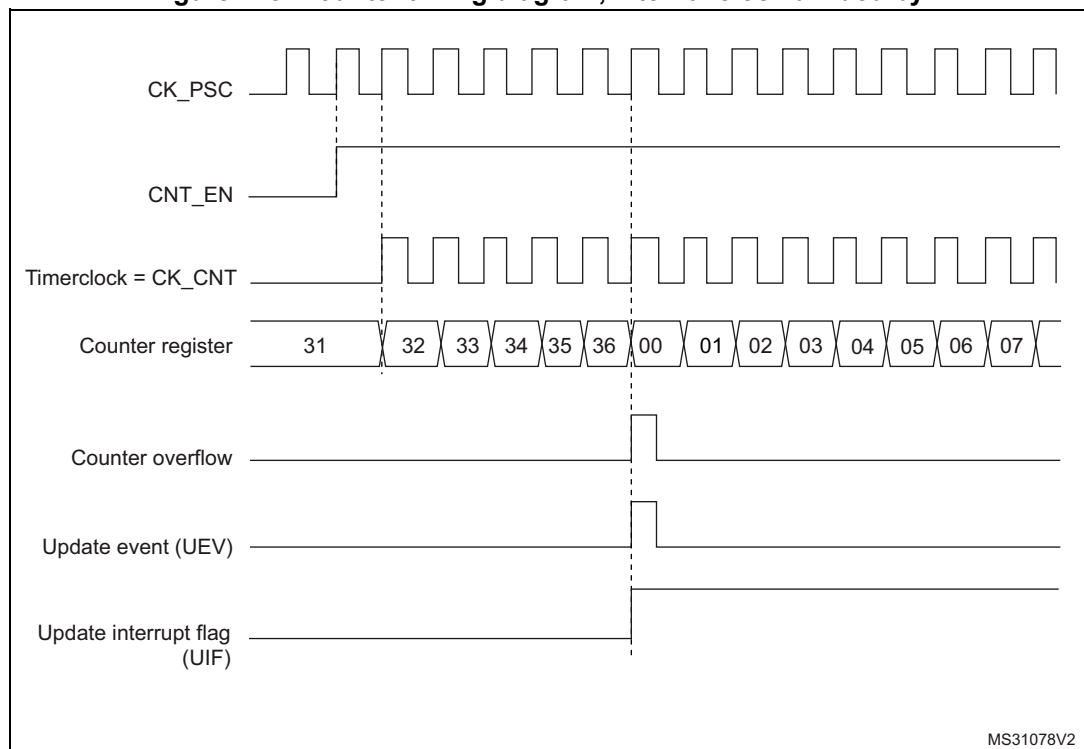 CK_PSC
CNT_EN
Timerclock = CK_CNT
Counter register 31 32 33 34 35 36 00 01 02 03 04 05 06 07
Counter overflow
Update event (UEV)
Update interrupt flag
(UIF)
MS31078V2